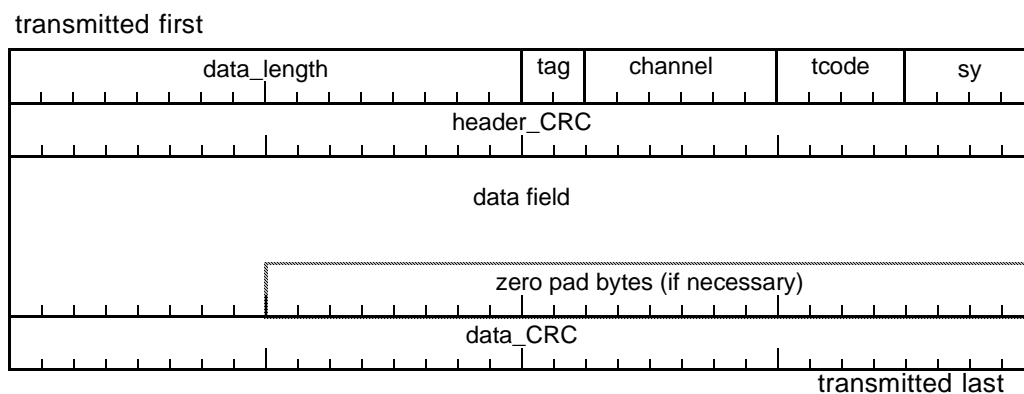 transmitted first
data_length tag channel tcode sy
header_CRC
data field
zero pad bytes (if necessary)
data_CRC
transmitted last